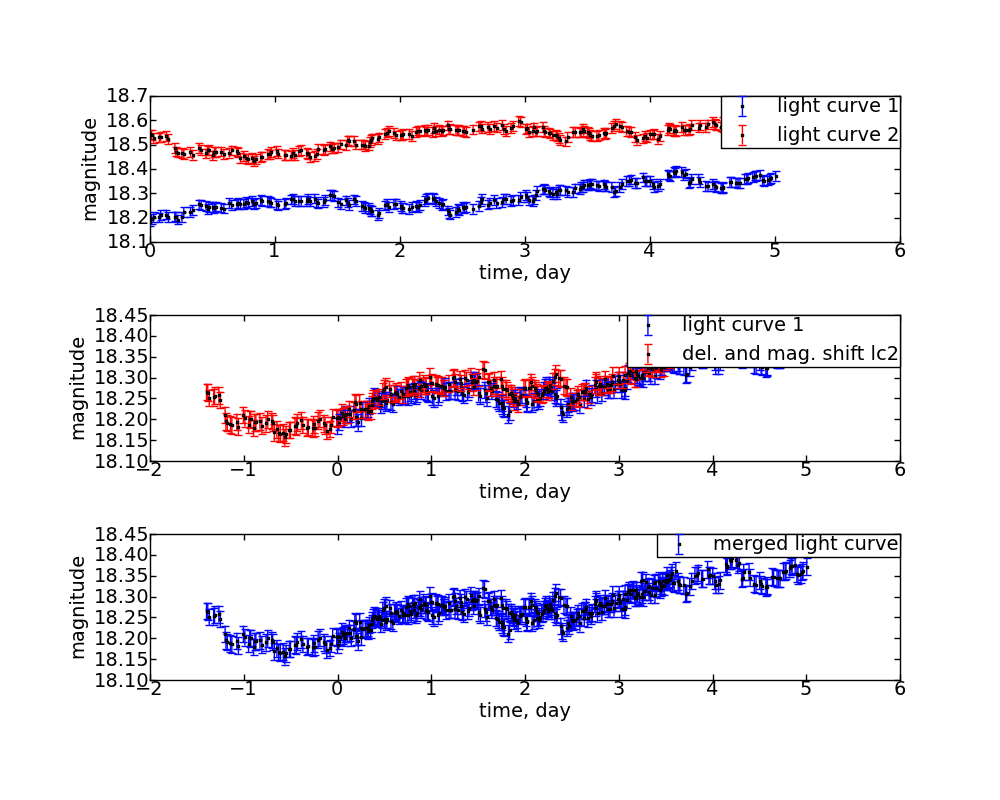 18.7
18.6
18.5
18.4
18.3
18.2
18.1
magnitude
light curve 1
light curve 2
0 1 2 3 4 5 6
time, day
18.45
18.40
18.35
18.30
18.25
18.20
18.15
18.10
magnitude
light curve 1
del. and mag. shift lc2
−2 −1 0 1 2 3 4 5 6
time, day
18.45
18.40
18.35
18.30
18.25
18.20
18.15
18.10
magnitude
merged light curve
−2 −1 0 1 2 3 4 5 6
time, day